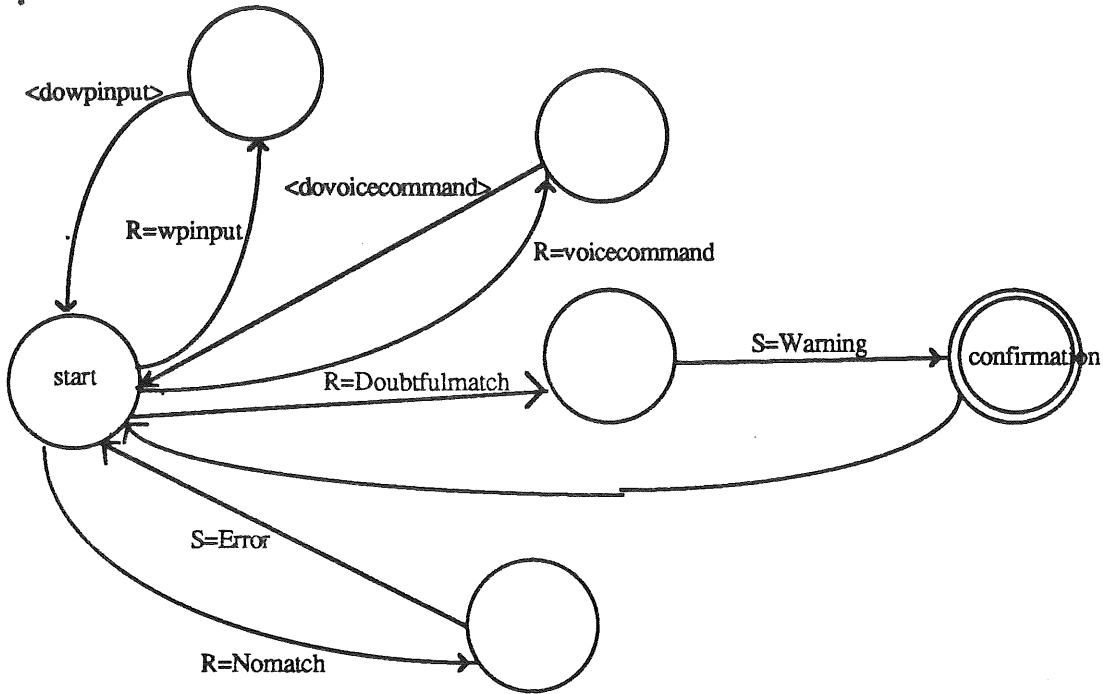 <dowpinput>
<dovoicecommand>
R=wpinput
R=voicecommand
S=Warning
confirmation
start
R=Doubtfulmatch
S=Error
R=Nomatch